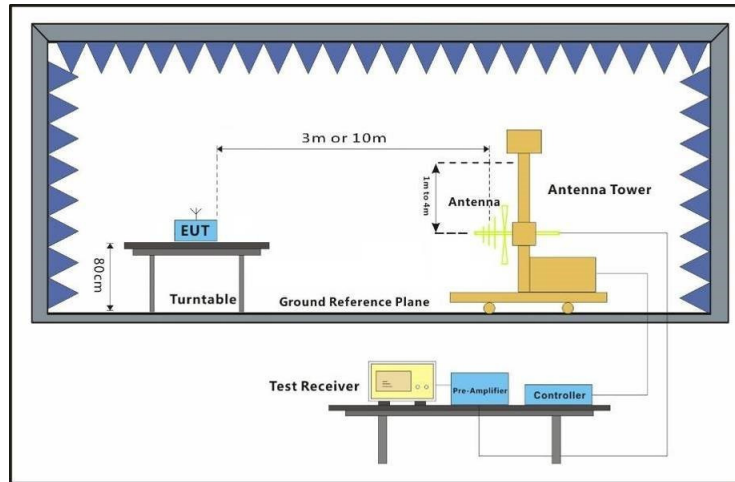 3m or 10m
1m to 4m
Antenna
Antenna Tower
EUT
80cm
Turntable
Ground Reference Plane
Test Receiver
Pre-Amplifier
Controller